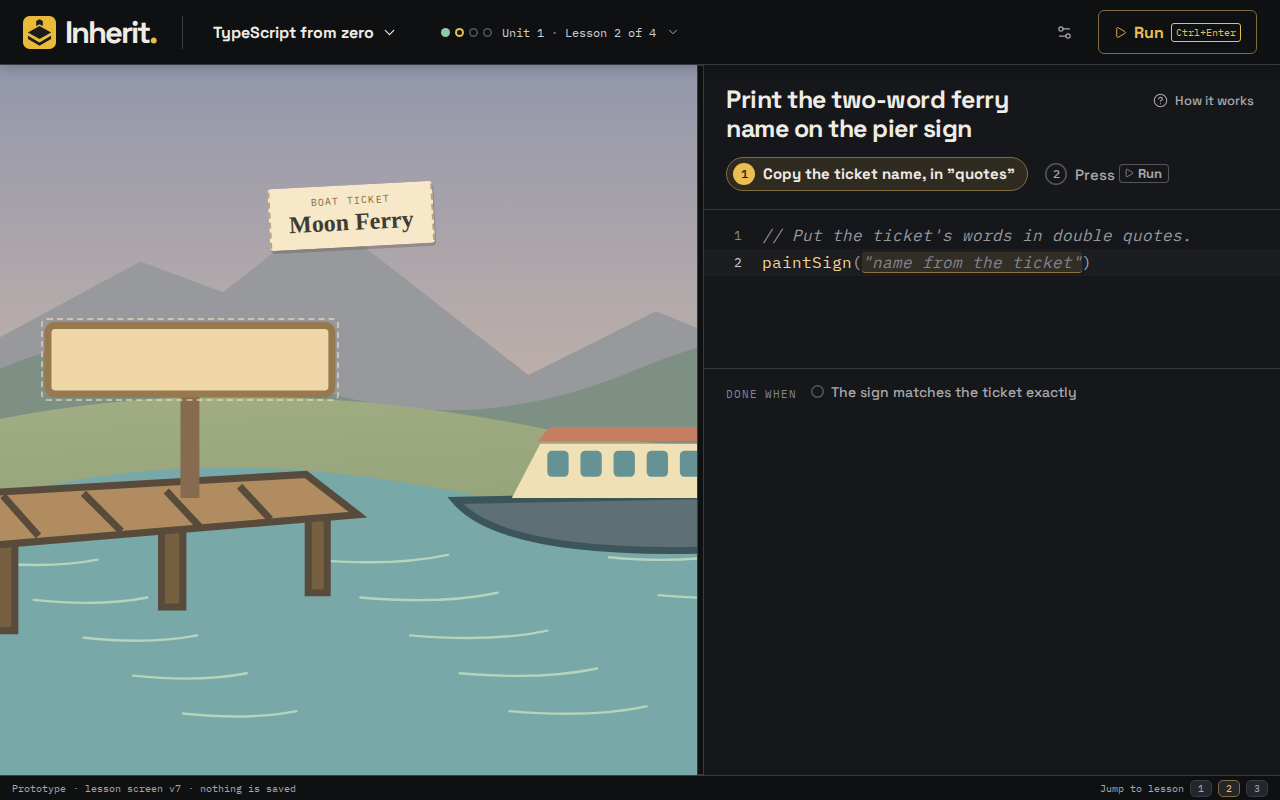 Inherit.
TypeScript from zero
Unit 1 · Lesson 2 of 4
Run Ctrl+Enter
BOAT TICKET
Moon Ferry
Print the two-word ferry
name on the pier sign
How it works
1 Copy the ticket name, in ”quotes”
2 Press Run
1 // Put the ticket's words in double quotes.
2 paintSign("name from the ticket")
DONE WHEN The sign matches the ticket exactly
Prototype · lesson screen v7 · nothing is saved
Jump to lesson 1 2 3